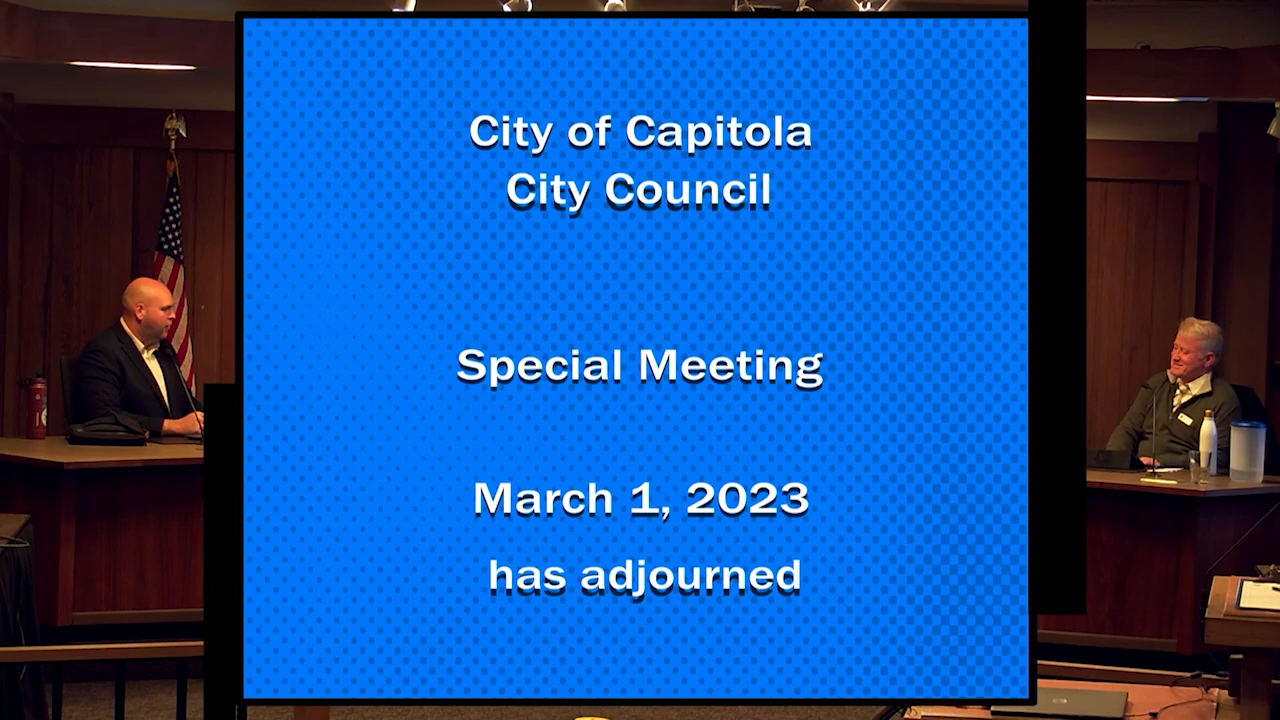 City of Capitola
City Council
Special Meeting
March 1, 2023
has adjourned